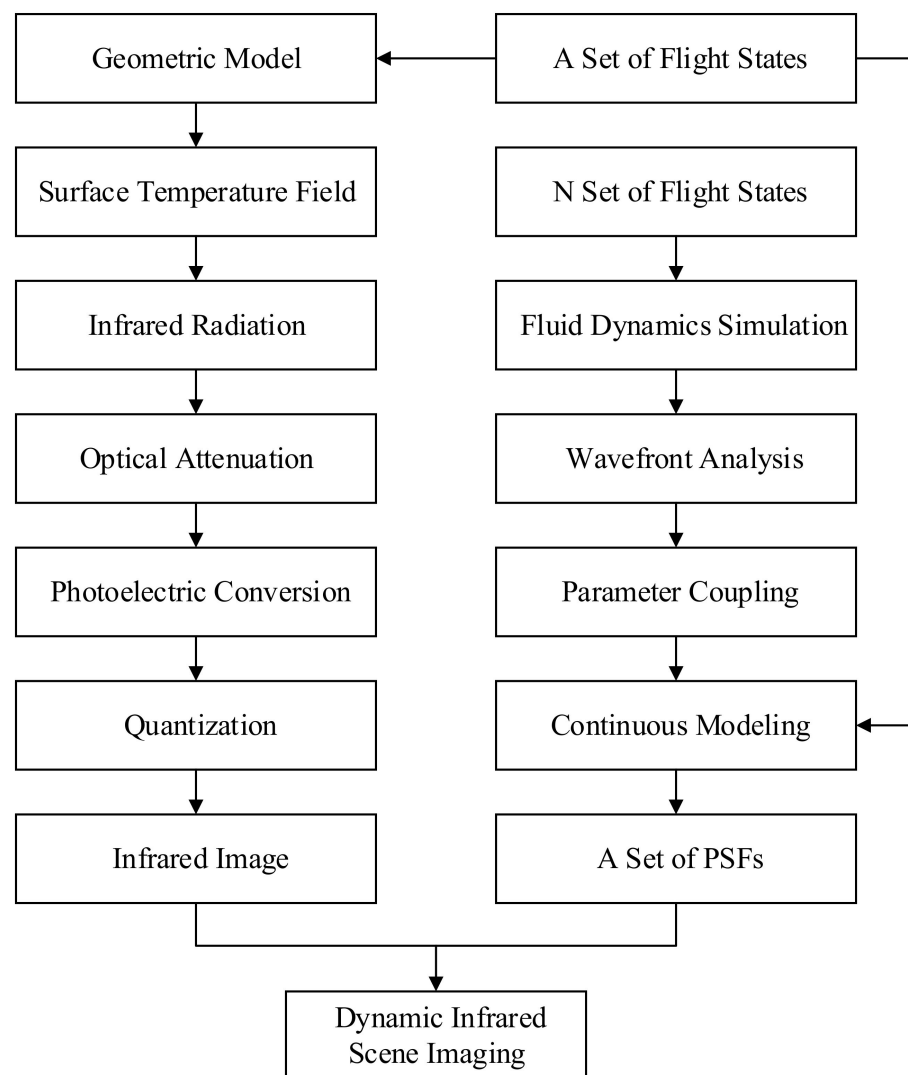 Geometric Model
A Set of Flight States
Surface Temperature Field
N Set of Flight States
Infrared Radiation
Fluid Dynamics Simulation
Optical Attenuation
Wavefront Analysis
Photoelectric Conversion
Parameter Coupling
Quantization
Continuous Modeling
Infrared Image
A Set of PSFs
Dynamic Infrared
Scene Imaging